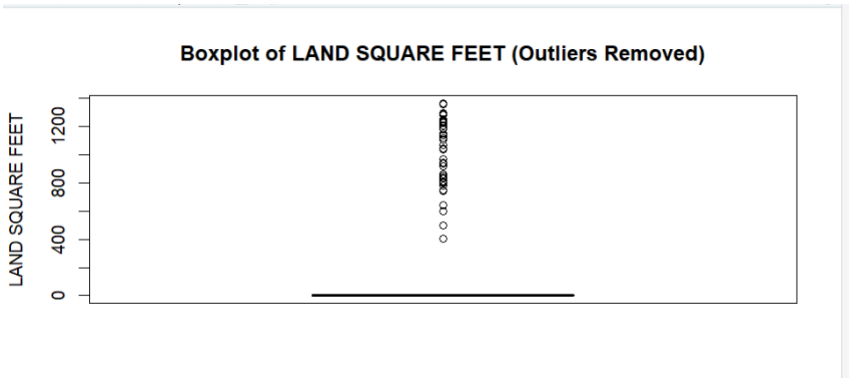 Boxplot of LAND SQUARE FEET (Outliers Removed)
LAND SQUARE FEET
1200
800
400
0